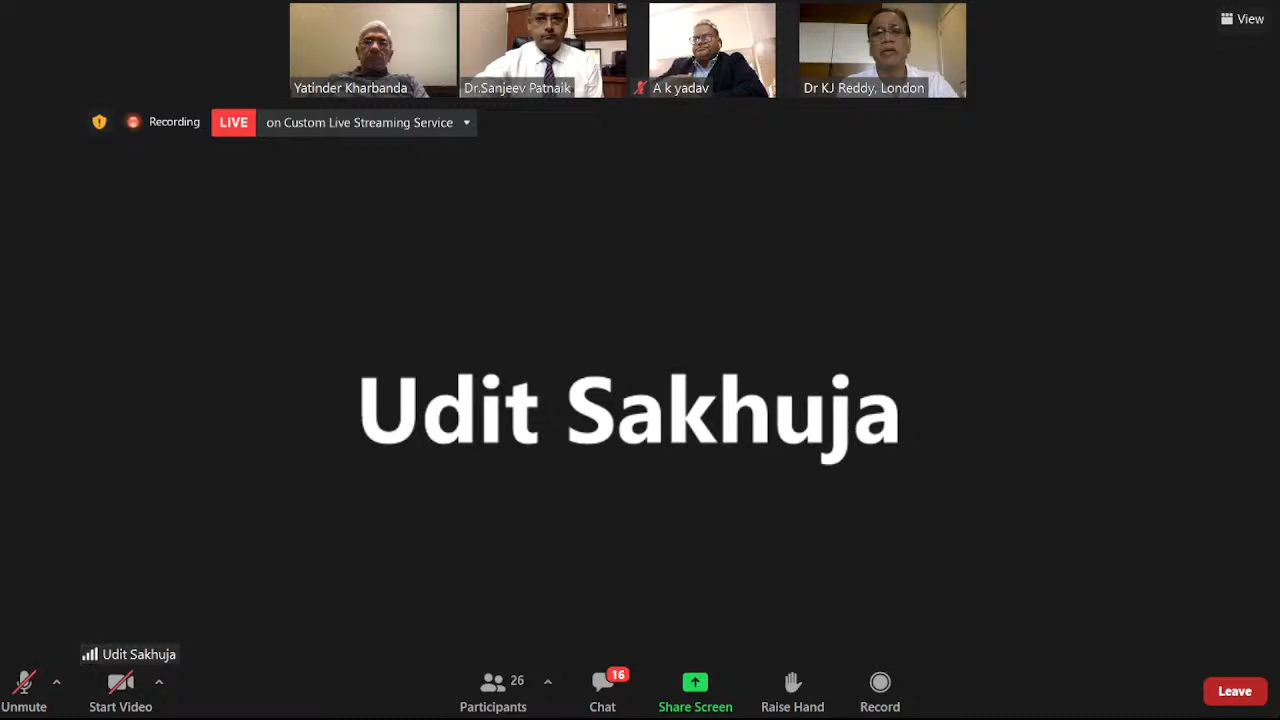 View
Yatinder Kharbanda
Dr.Sanjeev Patnaik
A k yadav
Dr KJ Reddy, London
Recording
LIVE
on Custom Live Streaming Service
Udit Sakhuja
Udit Sakhuja
Unmute
Start Video
26
Participants
16
Chat
Share Screen
Raise Hand
Record
Leave